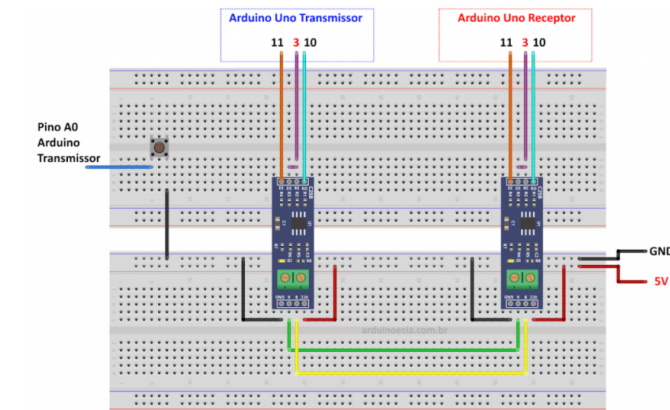 Arduino Uno Transmissor
Arduino Uno Receptor
11 3 10
11 3 10
Pino A0
Arduino
Transmissor
GND
5V
arduinoecia.com.br